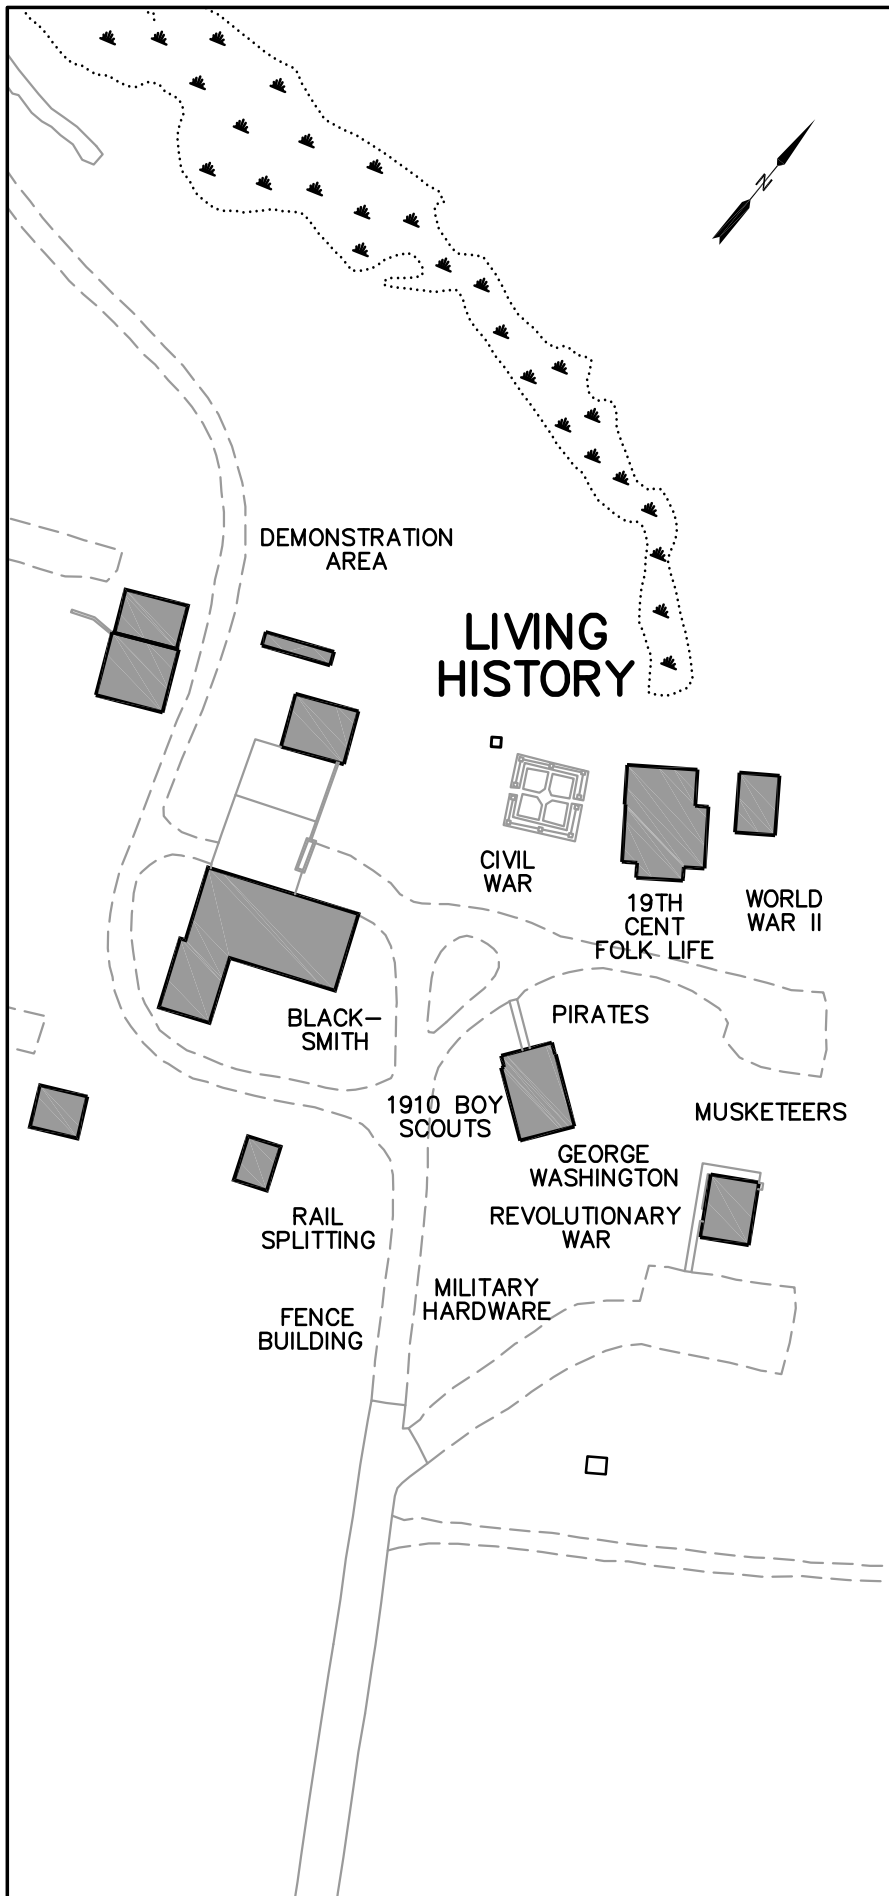 N
DEMONSTRATION
AREA
LIVING
HISTORY
CIVIL
WAR
19TH
CENT
FOLK LIFE
WORLD
WAR II
BLACK-
SMITH
PIRATES
1910 BOY
SCOUTS
MUSKETEERS
GEORGE
WASHINGTON
RAIL
SPLITTING
REVOLUTIONARY
WAR
MILITARY
HARDWARE
FENCE
BUILDING